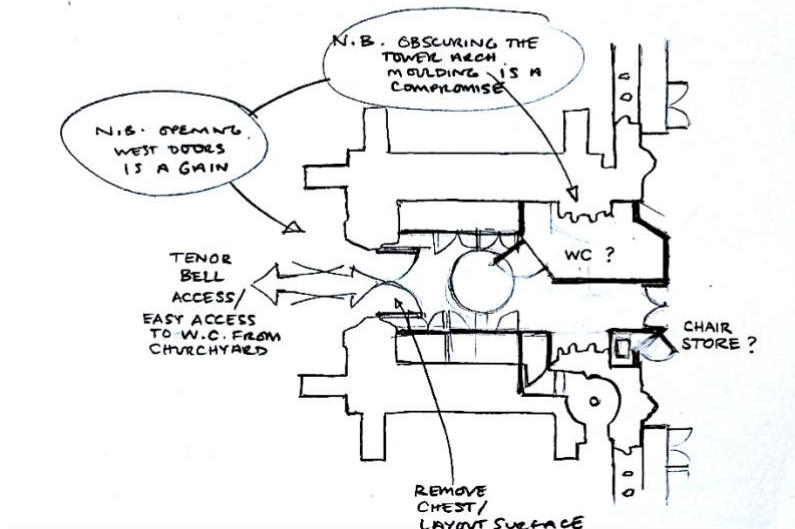 N.B. OBSCURING THE
TOWER ARCH
MOULDING IS A
COMPROMISE
N.B. OPENING
WEST DOORS
IS A GAIN
TENOR
BELL
ACCESS/
EASY ACCESS
TO W.C. FROM
CHURCHYARD
WC ?
CHAIR
STORE ?
REMOVE
CHEST/
LAYOUT SURFACE